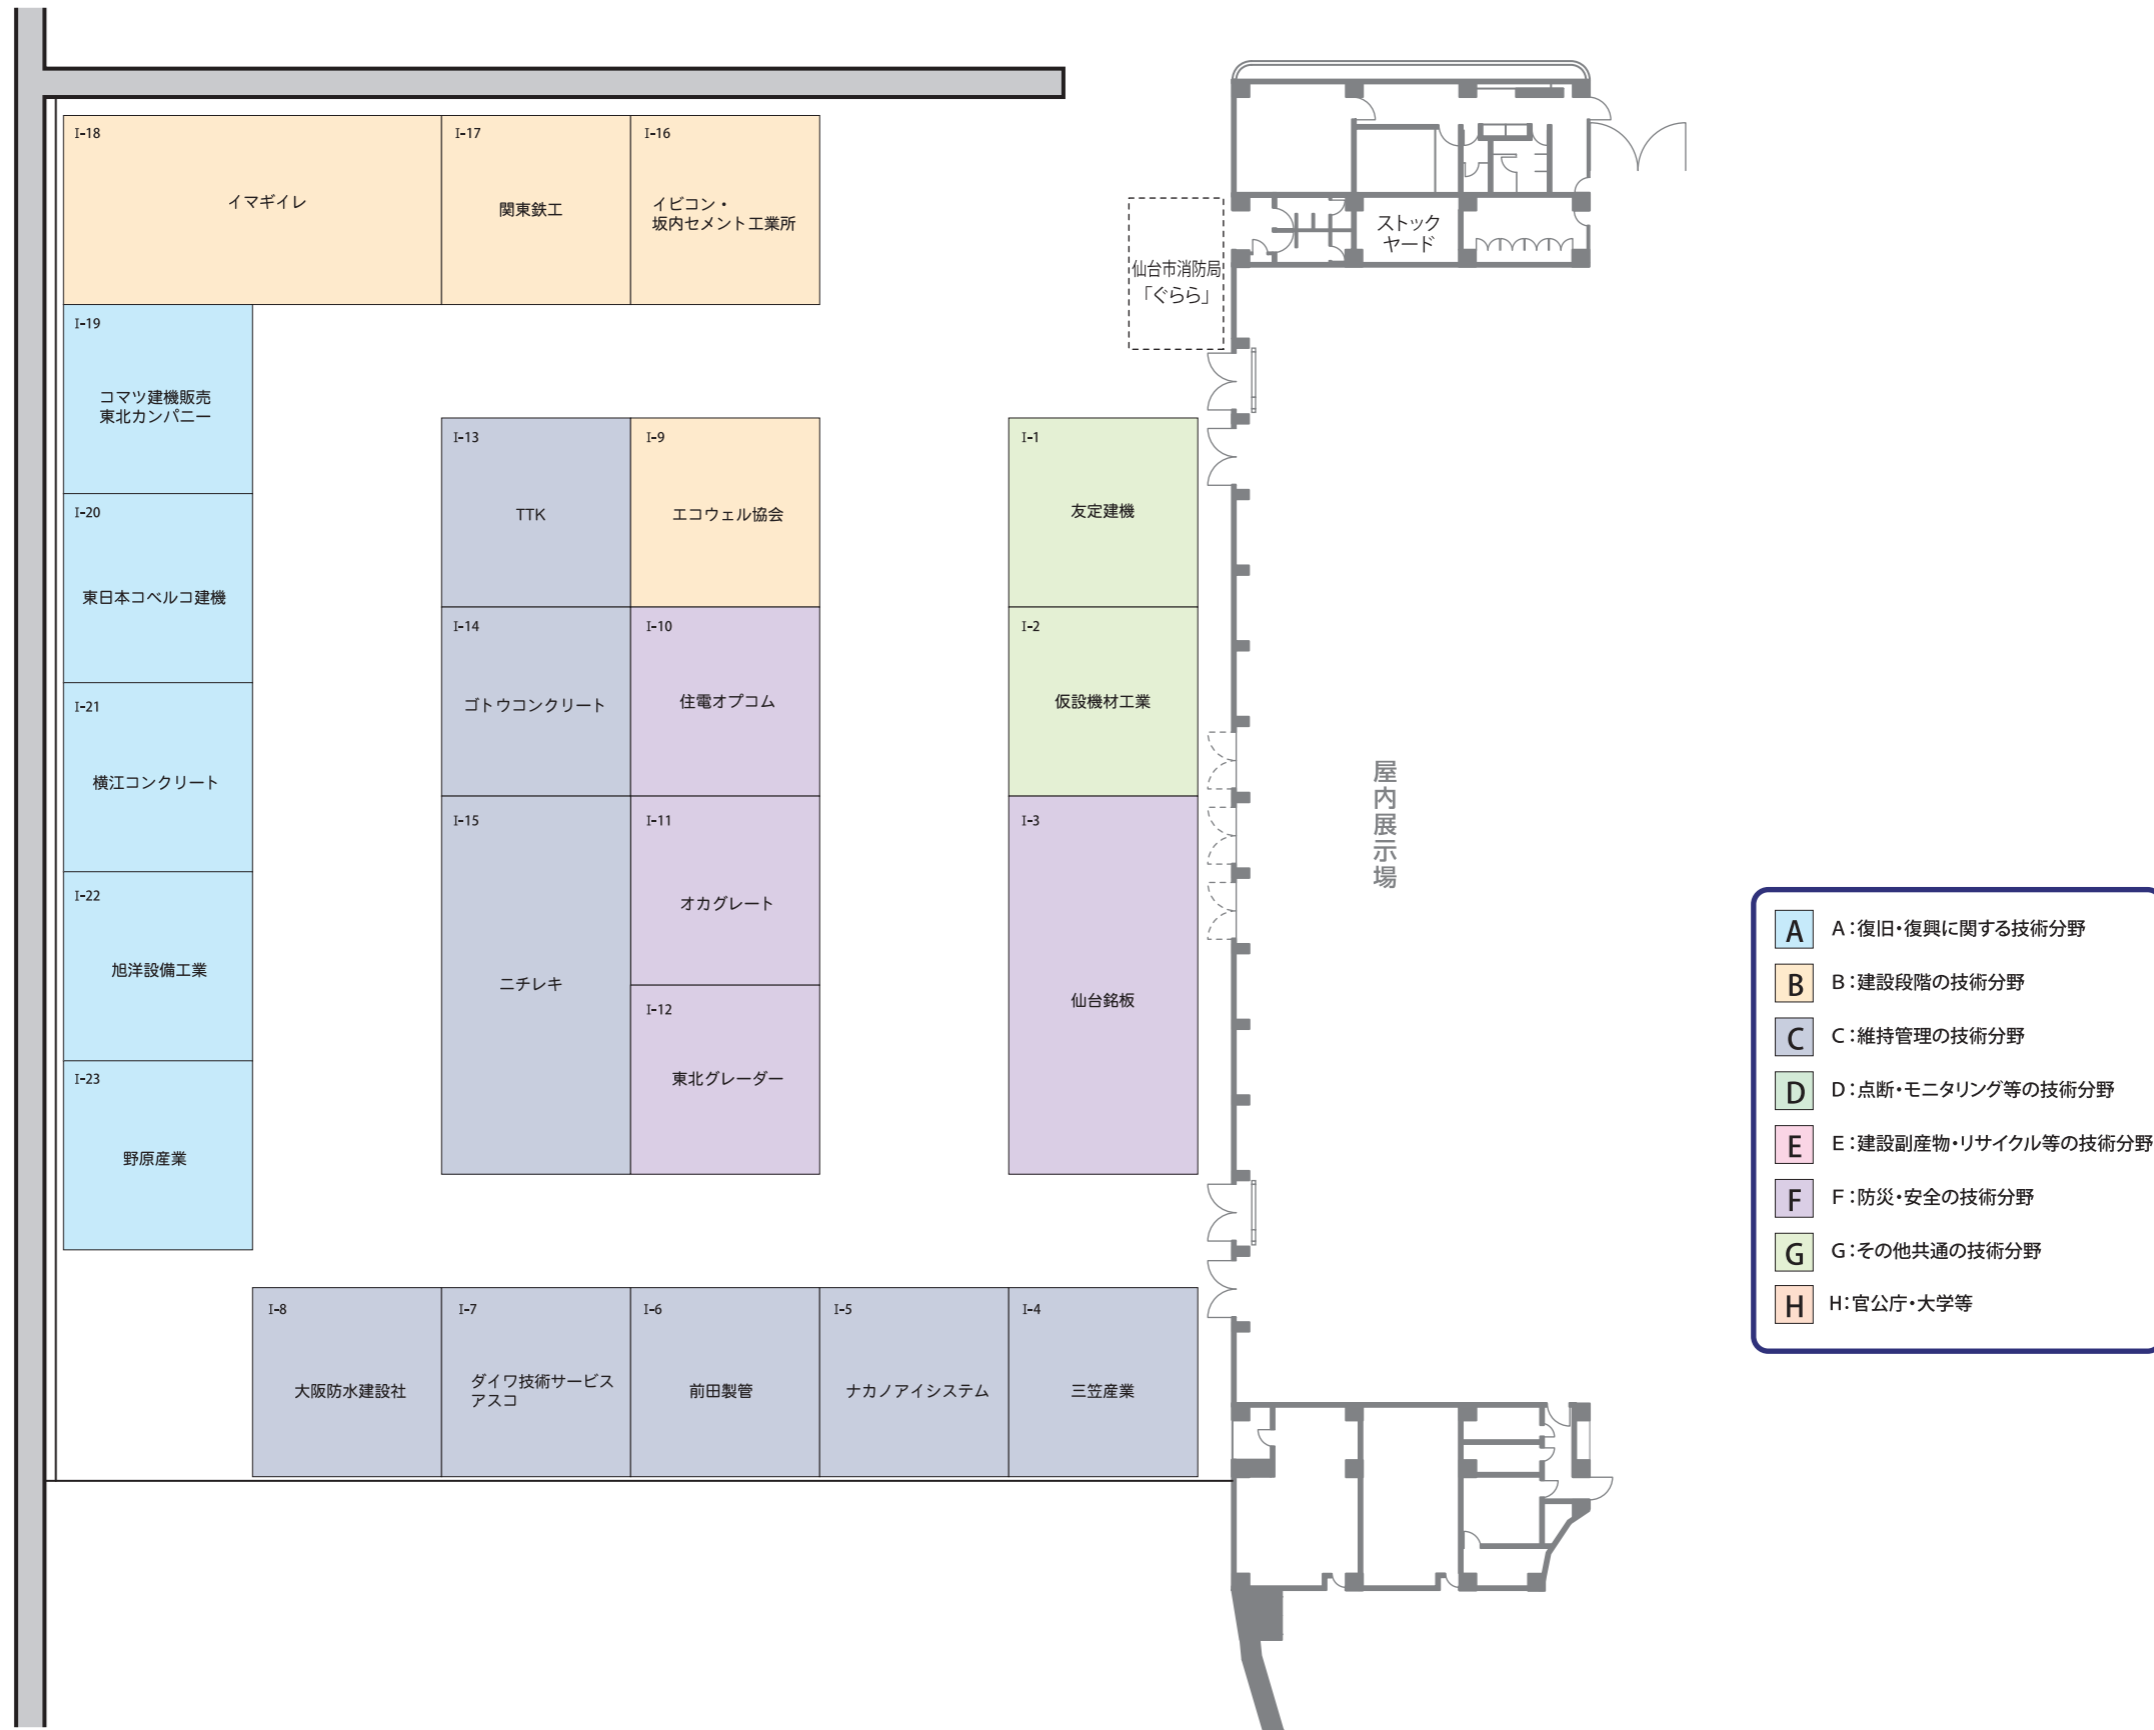 I-18
イマギイレ
I-17
関東鉄工
I-16
イビコン・
坂内セメント工業所
ストック
ヤード
仙台市消防局
「ぐらら」
I-19
コマツ建機販売
東北カンパニー
I-20
東日本コベルコ建機
I-21
横江コンクリート
I-22
旭洋設備工業
I-23
野原産業
I-13
TTK
I-9
エコウェル協会
I-14
ゴトウコンクリート
I-10
住電オプコム
I-15
ニチレキ
I-11
オカグレート
I-12
東北グレーダー
I-1
友定建機
I-2
仮設機材工業
I-3
仙台銘板
屋内展示場
I-8
大阪防水建設社
I-7
ダイワ技術サービス
アスコ
I-6
前田製管
I-5
ナカノアイシステム
I-4
三笠産業
A A：復旧・復興に関する技術分野
B B：建設段階の技術分野
C C：維持管理の技術分野
D D：点断・モニタリング等の技術分野
E E：建設副産物・リサイクル等の技術分野
F F：防災・安全の技術分野
G G：その他共通の技術分野
H H：官公庁・大学等